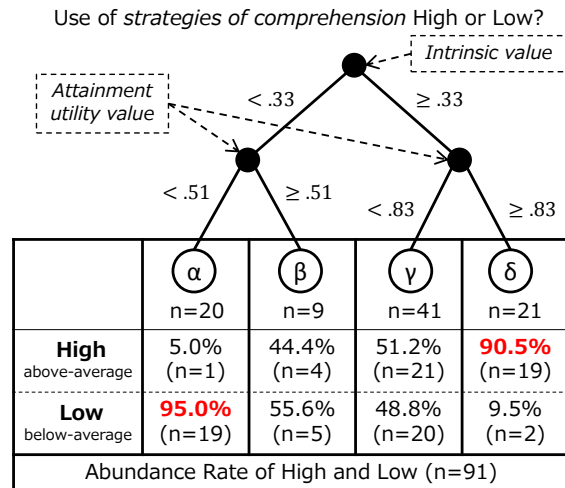 Use of strategies of comprehension High or Low?
Intrinsic value
Attainment
utility value
< .33
≥ .33
< .51
≥ .51
< .83
≥ .83
α β γ δ
n=20 n=9 n=41 n=21
High 5.0% 44.4% 51.2% 90.5%
above-average (n=1) (n=4) (n=21) (n=19)
Low 95.0% 55.6% 48.8% 9.5%
below-average (n=19) (n=5) (n=20) (n=2)
Abundance Rate of High and Low (n=91)